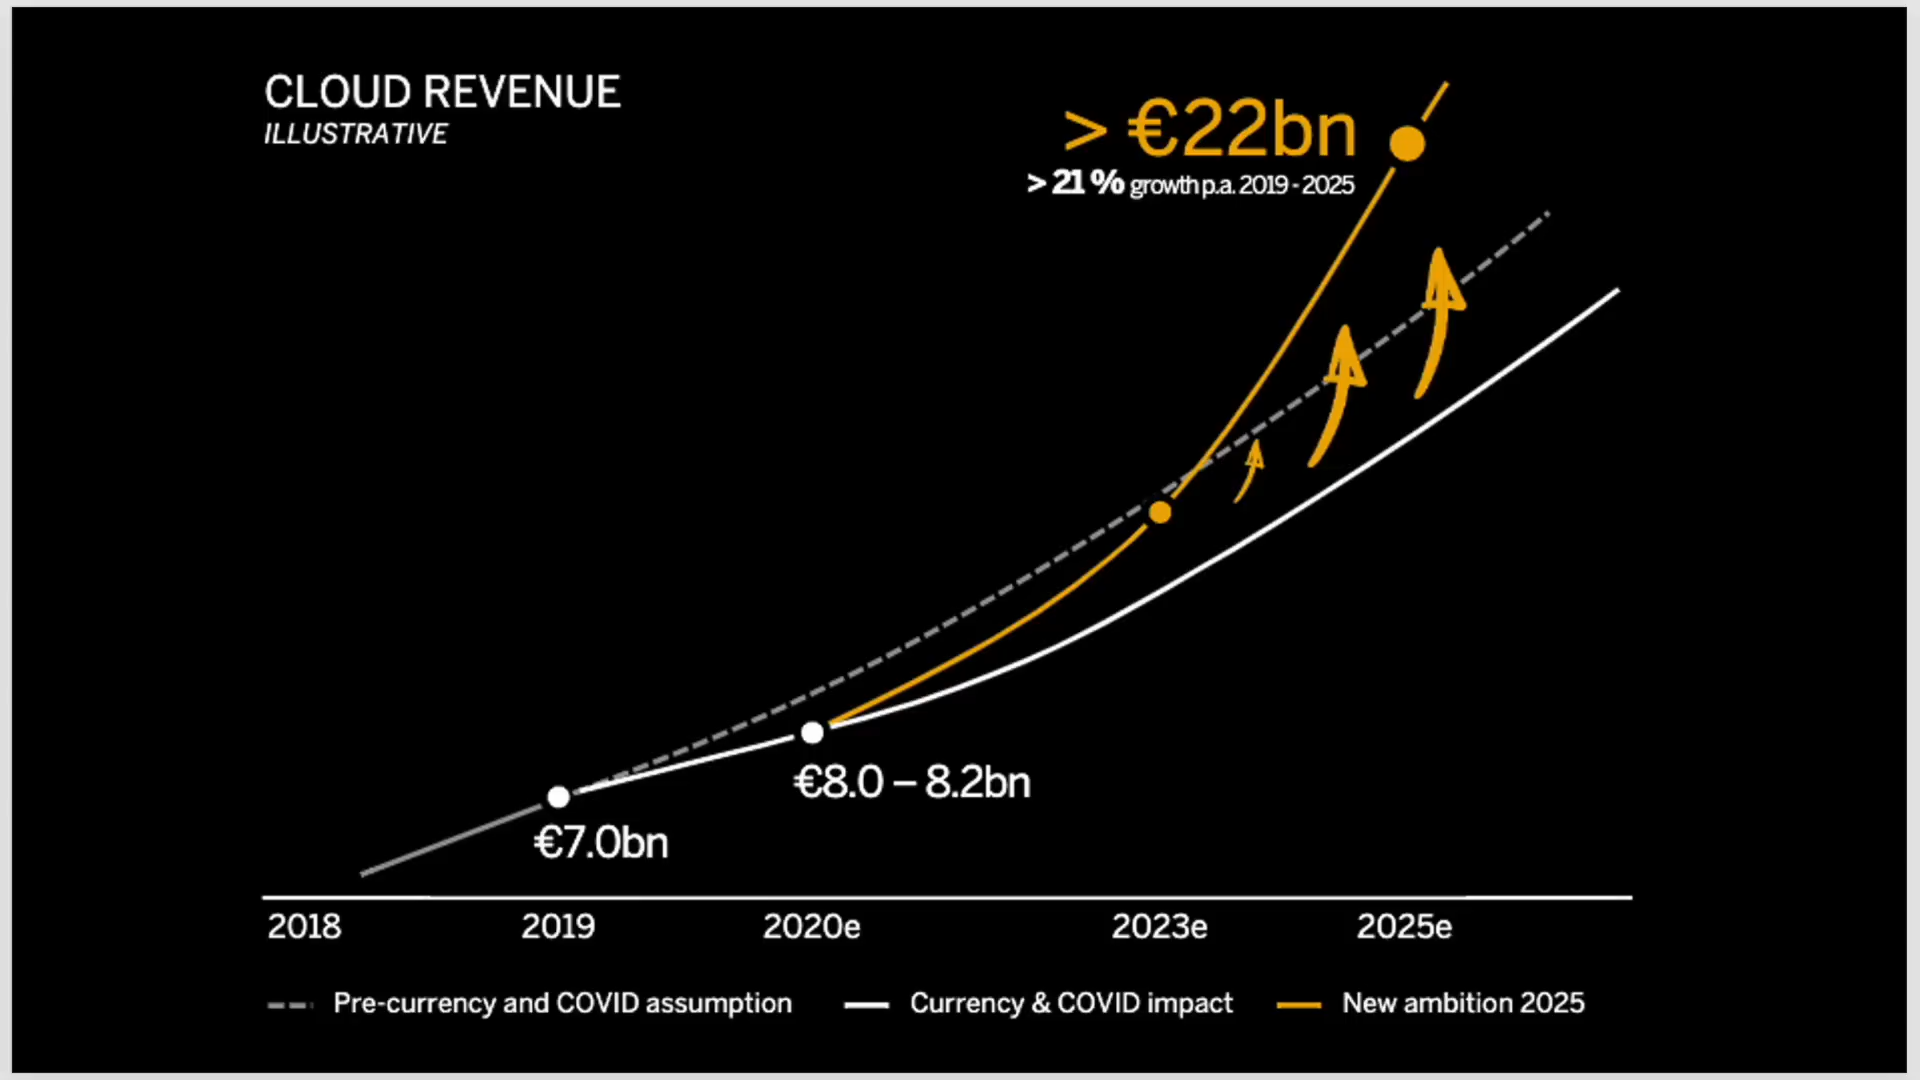 CLOUD REVENUE
ILLUSTRATIVE
> €22bn
> 21 % growth p.a. 2019 - 2025
€8.0 – 8.2bn
€7.0bn
2018 2019 2020e 2023e 2025e
Pre-currency and COVID assumption Currency & COVID impact New ambition 2025